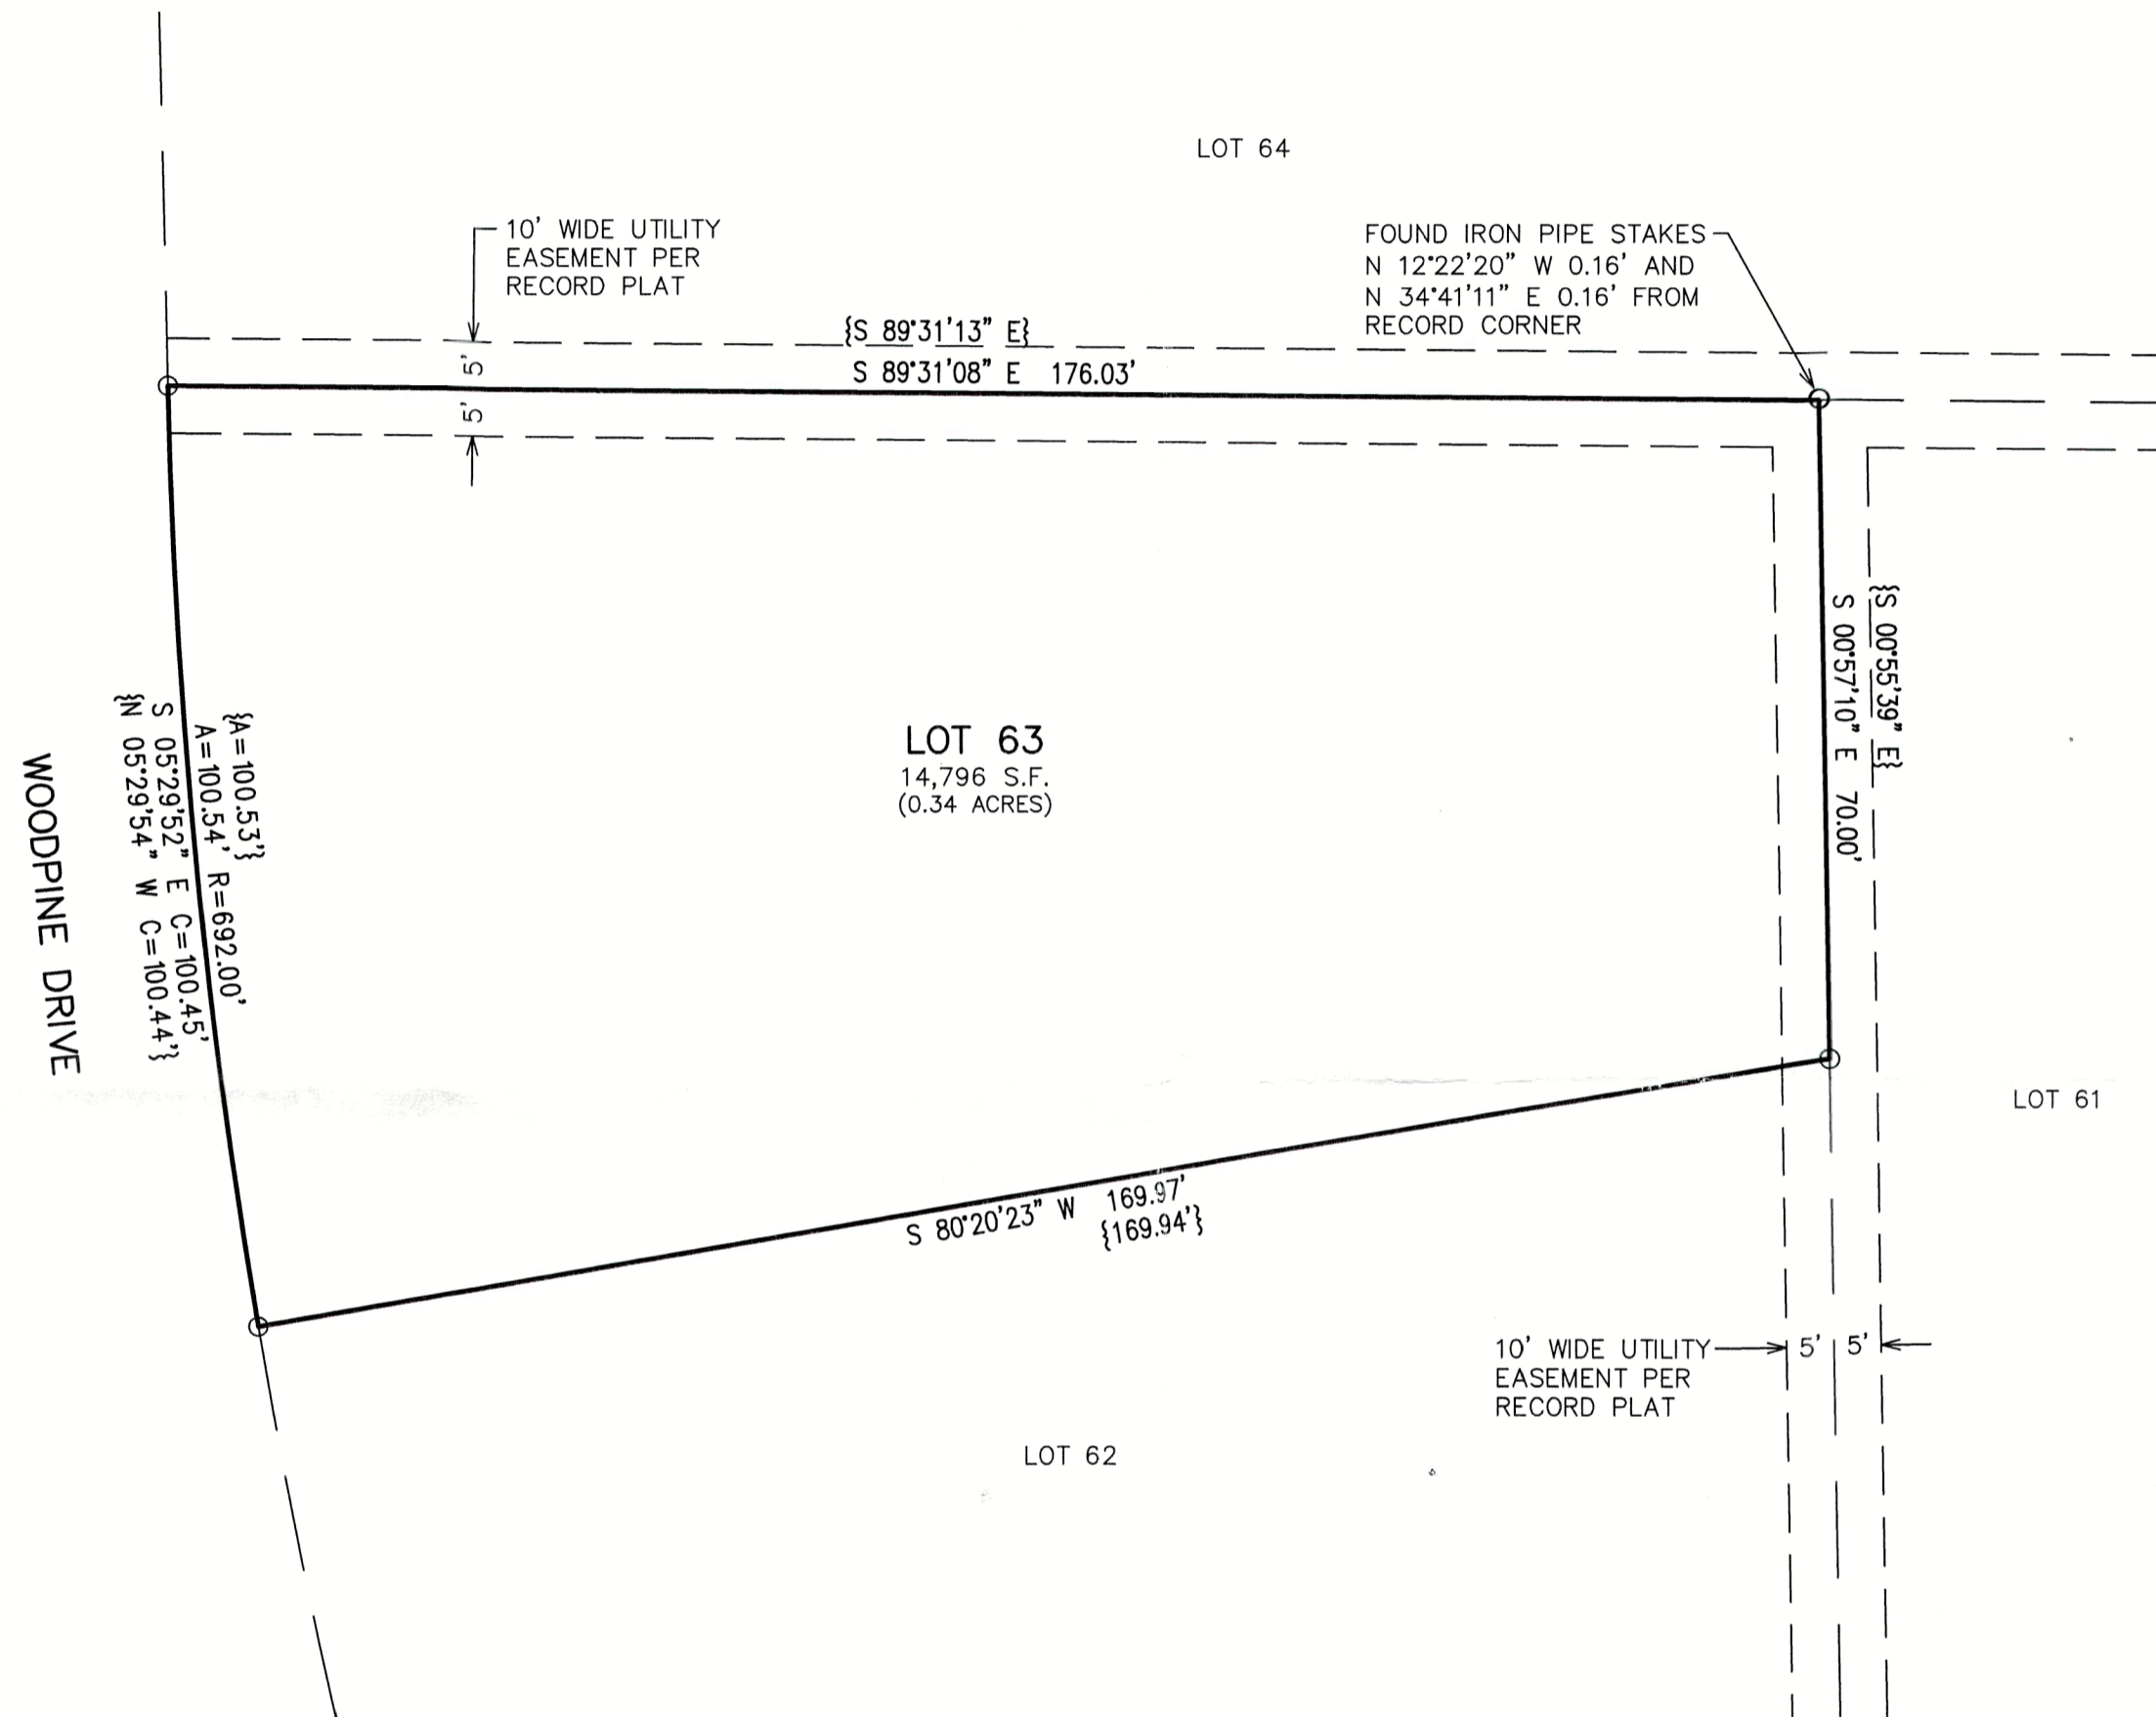 LOT 64
10' WIDE UTILITY
EASEMENT PER
RECORD PLAT
FOUND IRON PIPE STAKES
N 12°22'20" W 0.16' AND
N 34°41'11" E 0.16' FROM
RECORD CORNER
{S 89°31'13" E}
S 89°31'08" E 176.03'
5'
5'
{S 00°55'39" E}
S 00°57'10" E 70.00'
LOT 63
14,796 S.F.
(0.34 ACRES)
{A=100.53'}
A=100.54' R=692.00'
S 05°29'52" E C=100.45'
{N 05°29'54" W C=100.44'}
WOODPINE DRIVE
LOT 61
S 80°20'23" W 169.97'
{169.94'}
10' WIDE UTILITY
EASEMENT PER
RECORD PLAT
5' 5'
LOT 62